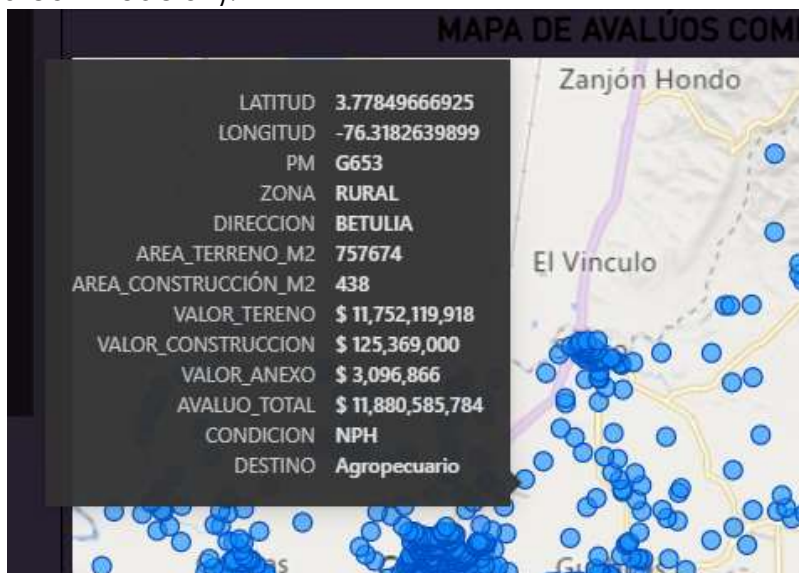 MAPA DE AVALÚOS COM
Zanjón Hondo
LATITUD 3.77849666925
LONGITUD -76.3182639899
PM G653
ZONA RURAL
DIRECCION BETULIA
AREA_TERRENO_M2 757674
El Vinculo
AREA_CONSTRUCCIÓN_M2 438
VALOR_TERENO $ 11,752,119,918
VALOR_CONSTRUCCION $ 125,369,000
VALOR_ANEXO $ 3,096,866
AVALUO_TOTAL $ 11,880,585,784
CONDICION NPH
DESTINO Agropecuario